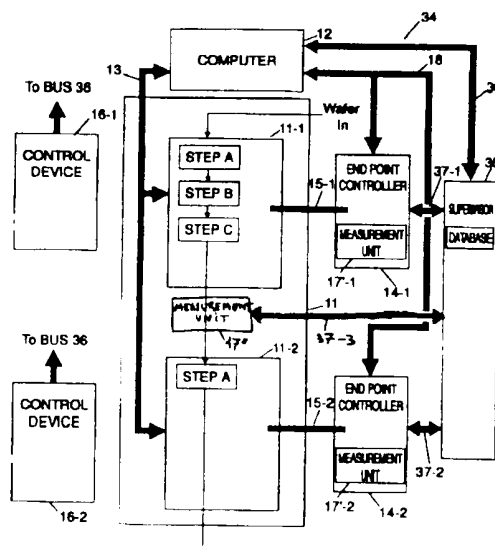 34
12
COMPUTER
18
13
To BUS 36
16-1
CONTROL
DEVICE
Wafer
In
11-1
STEP A
STEP B
STEP C
15-1
END POINT
CONTROLLER
MEASUREMENT
UNIT
17'-1
14-1
37-1
SUPERVISOR
DATABASE
MEASUREMENT
UNIT
17"
11
37-3
To BUS 36
CONTROL
DEVICE
16-2
11-2
STEP A
15-2
END POINT
CONTROLLER
MEASUREMENT
UNIT
17'-2
14-2
37-2